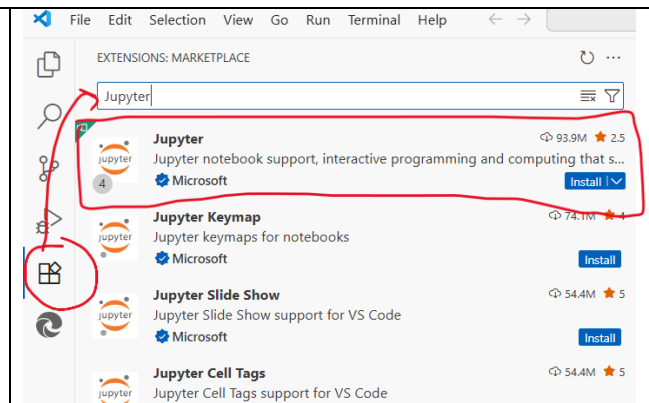 File Edit Selection View Go Run Terminal Help
EXTENSIONS: MARKETPLACE
Jupyter
Jupyter 93.9M 2.5
Jupyter notebook support, interactive programming and computing that s...
Microsoft Install
jupyter
4
Jupyter Keymap 74.1M 4
Jupyter keymaps for notebooks
Microsoft Install
jupyter
Jupyter Slide Show 54.4M 5
Jupyter Slide Show support for VS Code
Microsoft Install
jupyter
Jupyter Cell Tags 54.4M 5
Jupyter Cell Tags support for VS Code
jupyter